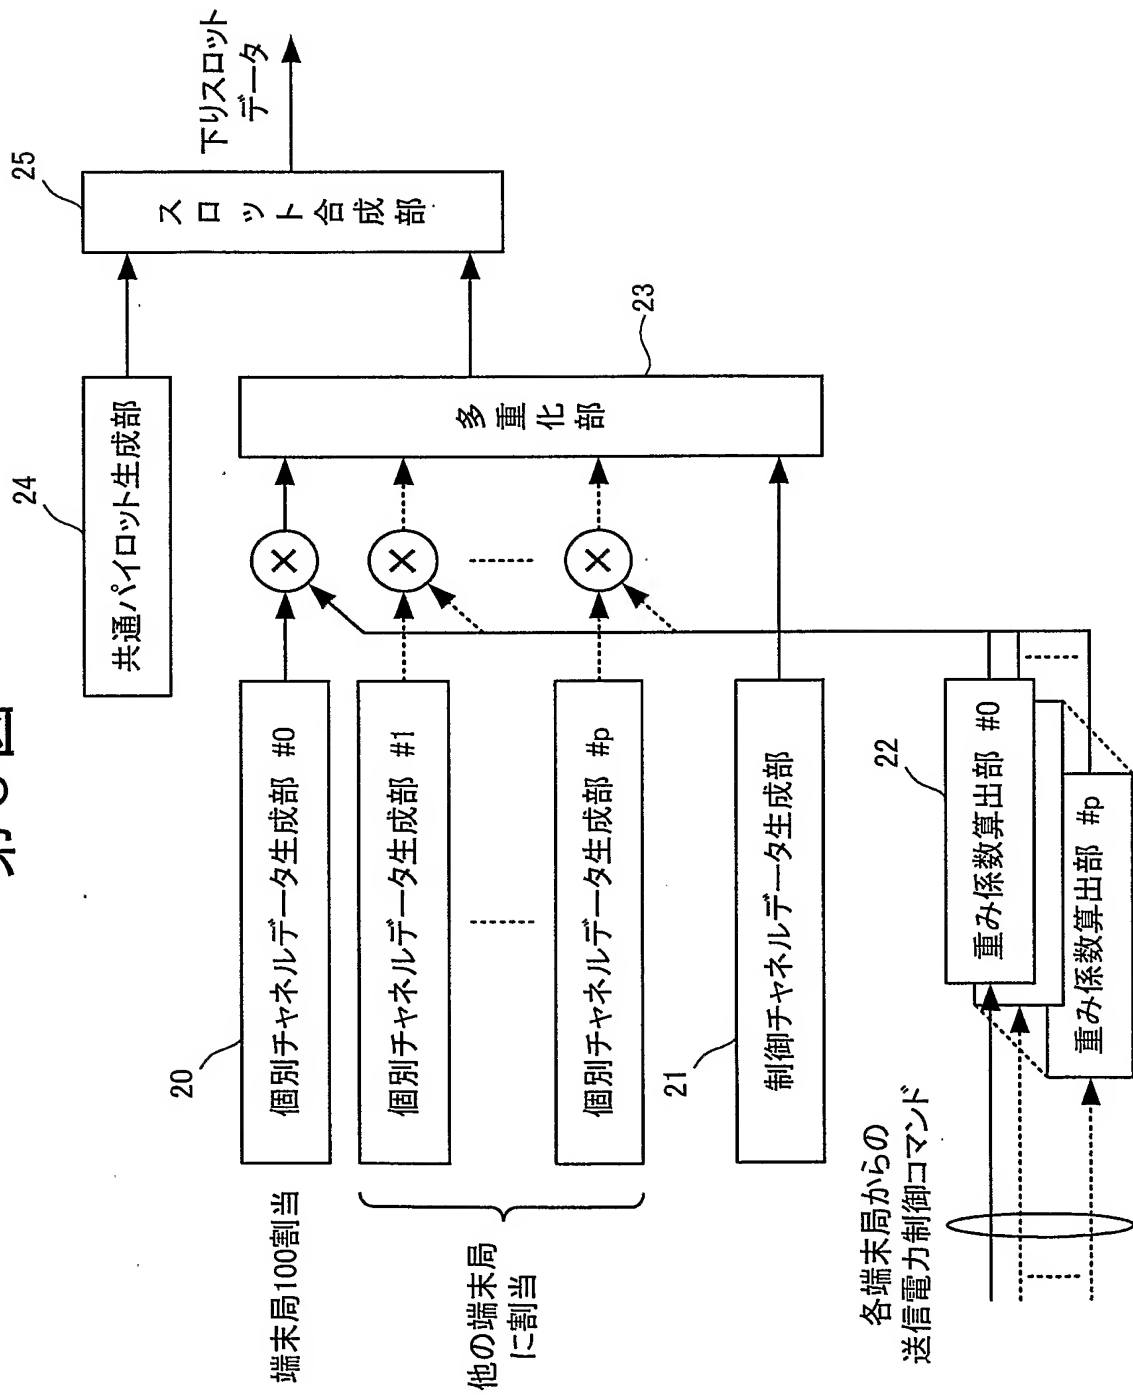 24
共通パイロット生成部
25
スロット合成部
下りスロット
データ
端末局100割当
20
個別チャネルデータ生成部 #0
×
他の端末局
に割当
個別チャネルデータ生成部 #1
×
個別チャネルデータ生成部 #p
×
多重化部
23
21
制御チャネルデータ生成部
各端末局からの
送信電力制御コマンド
22
重み係数算出部 #0
重み係数算出部 #p